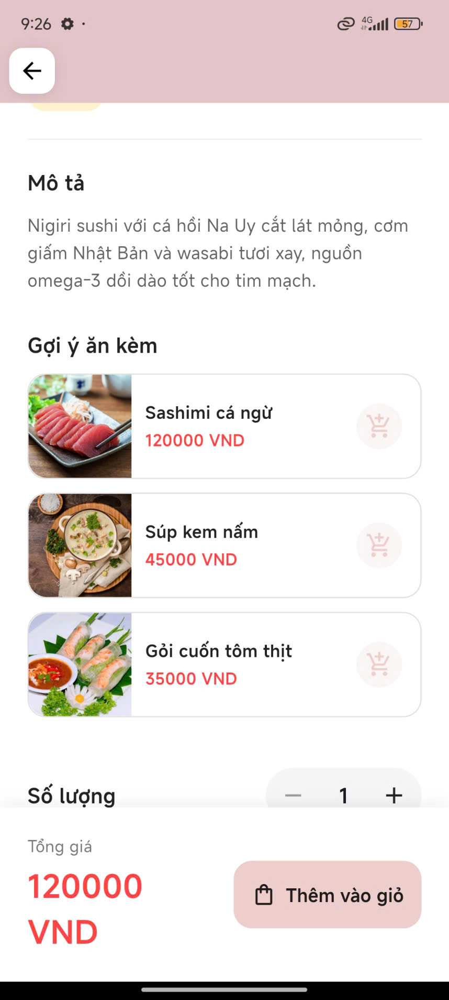 9:26
4G
57
Mô tả
Nigiri sushi với cá hồi Na Uy cắt lát mỏng, cơm
giấm Nhật Bản và wasabi tươi xay, nguồn
omega-3 dồi dào tốt cho tim mạch.
Gợi ý ăn kèm
Sashimi cá ngừ
120000 VND
Súp kem nấm
45000 VND
Gỏi cuốn tôm thịt
35000 VND
Số lượng
1
Tổng giá
120000
VND
Thêm vào giỏ